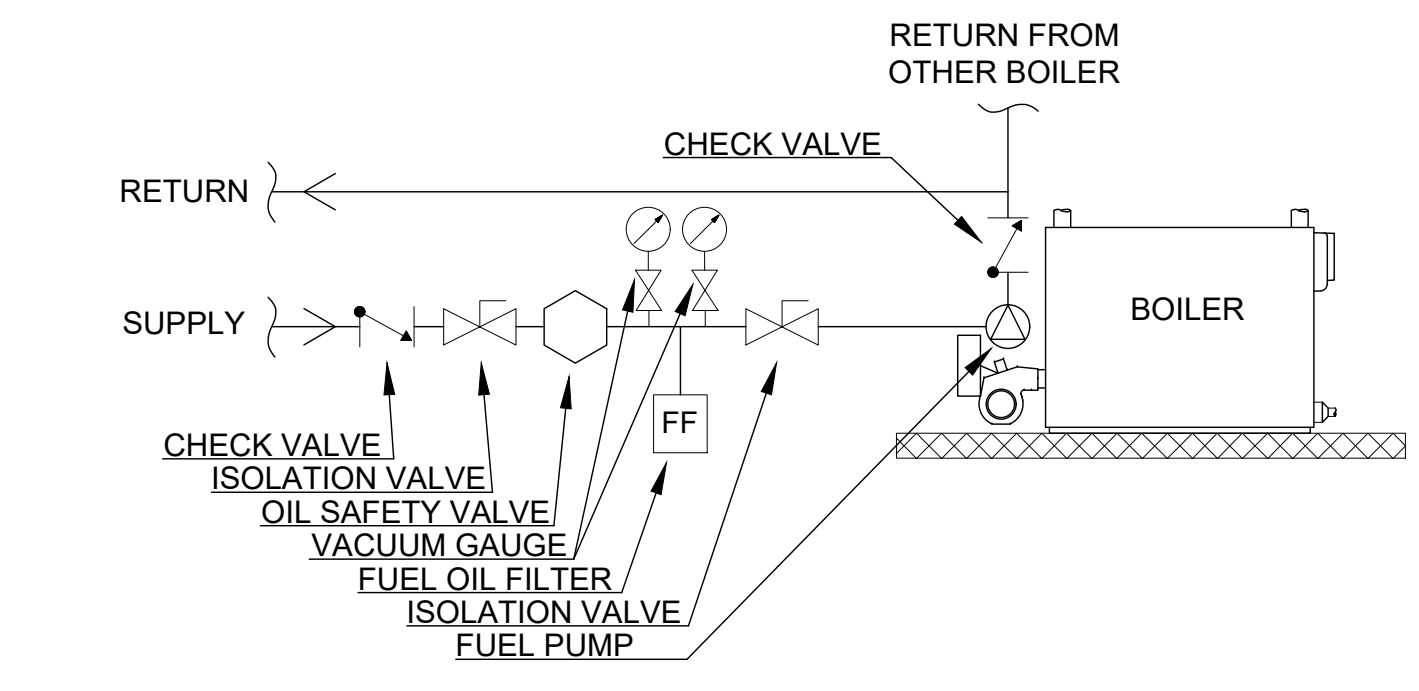 RETURN FROM
OTHER BOILER
CHECK VALVE
RETURN
SUPPLY
BOILER
FF
CHECK VALVE
ISOLATION VALVE
OIL SAFETY VALVE
VACUUM GAUGE
FUEL OIL FILTER
ISOLATION VALVE
FUEL PUMP